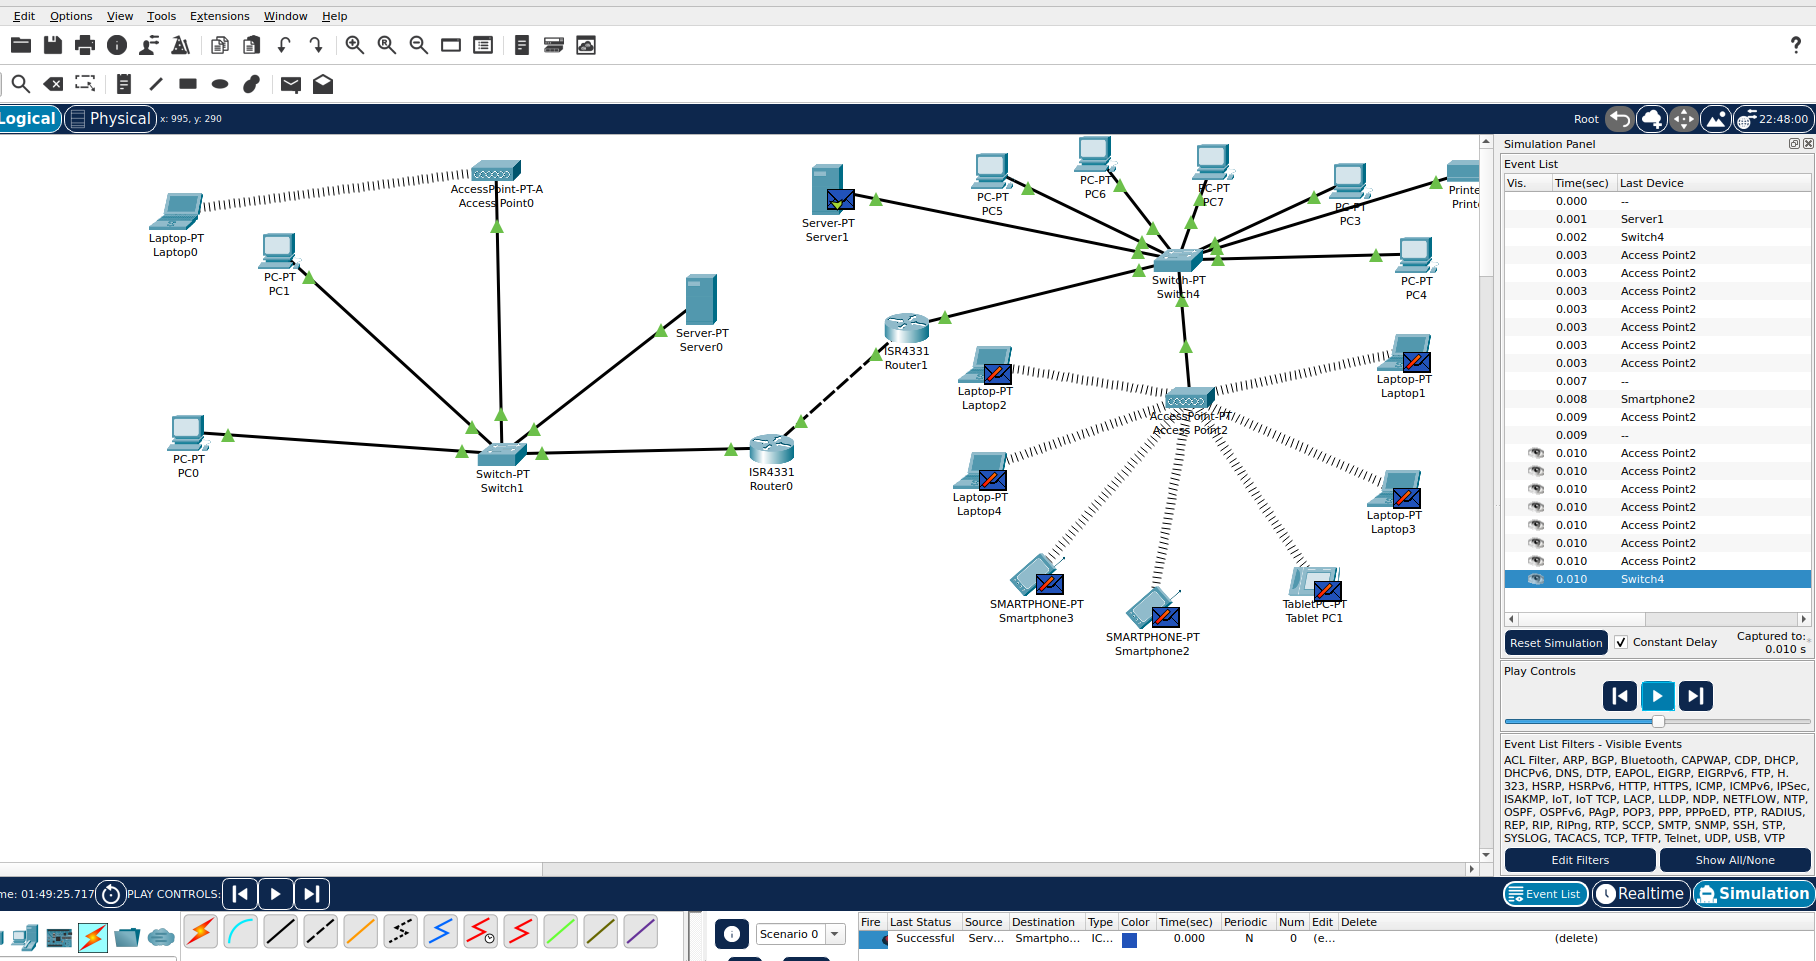 Edit Options View Tools Extensions Window Help
?
Logical Physical x: 995, y: 290
Root 22:48:00
AccessPoint-PT-A
Access Point0
Laptop-PT
Laptop0
PC-PT
PC1
Server-PT
Server0
PC-PT
PC0
Switch-PT
Switch1
ISR4331
Router0
ISR4331
Router1
Server-PT
Server1
PC-PT
PC5
PC-PT
PC6
PC-PT
PC7
PC-PT
PC3
Printe
Print
PC-PT
PC4
Switch-PT
Switch4
Laptop-PT
Laptop2
Laptop-PT
Laptop1
AccessPoint-PT
Access Point2
Laptop-PT
Laptop4
Laptop-PT
Laptop3
SMARTPHONE-PT
Smartphone3
SMARTPHONE-PT
Smartphone2
TabletPC-PT
Tablet PC1
Simulation Panel
Event List
Vis. Time(sec) Last Device
0.000 --
0.001 Server1
0.002 Switch4
0.003 Access Point2
0.003 Access Point2
0.003 Access Point2
0.003 Access Point2
0.003 Access Point2
0.003 Access Point2
0.003 Access Point2
0.007 --
0.008 Smartphone2
0.009 Access Point2
0.009 --
0.010 Access Point2
0.010 Access Point2
0.010 Access Point2
0.010 Access Point2
0.010 Access Point2
0.010 Access Point2
0.010 Access Point2
0.010 Switch4
Reset Simulation Constant Delay Captured to:
0.010 s
Play Controls
Event List Filters - Visible Events
ACL Filter, ARP, BGP, Bluetooth, CAPWAP, CDP, DHCP,
DHCPv6, DNS, DTP, EAPOL, EIGRP, EIGRPv6, FTP, H.
323, HSRP, HSRPv6, HTTP, HTTPS, ICMP, ICMPv6, IPSec,
ISAKMP, IoT, IoT TCP, LACP, LLDP, NDP, NETFLOW, NTP,
OSPF, OSPFv6, PAgP, POP3, PPP, PPPoED, PTP, RADIUS,
REP, RIP, RIPng, RTP, SCCP, SMTP, SNMP, SSH, STP,
SYSLOG, TACACS, TCP, TFTP, Telnet, UDP, USB, VTP
Edit Filters Show All/None
me: 01:49:25.717 PLAY CONTROLS:
Event List Realtime Simulation
Scenario 0
Fire Last Status Source Destination Type Color Time(sec) Periodic Num Edit Delete
Successful Serv... Smartpho... IC... 0.000 N 0 (e... (delete)